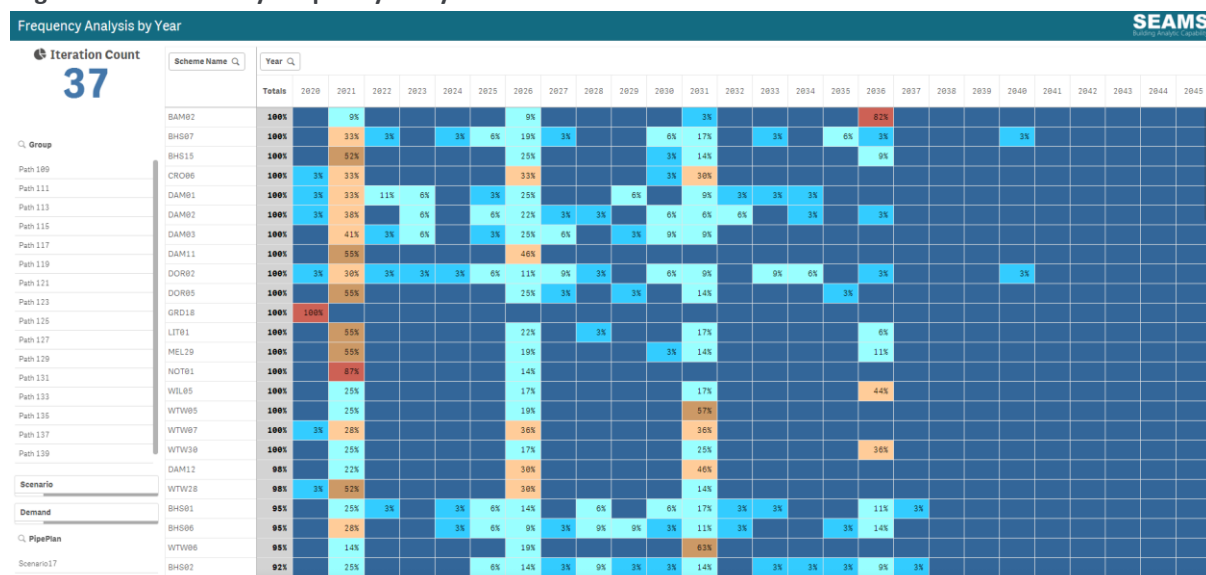 Frequency Analysis by Year
SEAMS
Building Analytic Capability
Iteration Count
37
Scheme Name
Year
Totals 2020 2021 2022 2023 2024 2025 2026 2027 2028 2029 2030 2031 2032 2033 2034 2035 2036 2037 2038 2039 2040 2041 2042 2043 2044 2045
BAM02 100% 9% 9% 3% 82%
BHS07 100% 33% 3% 3% 6% 19% 3% 6% 17% 3% 6% 3% 3%
BHS15 100% 52% 25% 3% 14% 9%
CRO06 100% 3% 33% 33% 3% 30%
DAM01 100% 3% 33% 11% 6% 3% 25% 6% 9% 3% 3% 3%
DAM02 100% 3% 38% 6% 6% 22% 3% 3% 6% 6% 6% 3% 3%
DAM03 100% 41% 3% 6% 3% 25% 6% 3% 9% 9%
DAM11 100% 55% 46%
DOR02 100% 3% 30% 3% 3% 3% 6% 11% 9% 3% 6% 9% 9% 6% 3% 3%
DOR05 100% 55% 25% 3% 3% 14% 3%
GRD18 100% 100%
LIT01 100% 55% 22% 3% 17% 6%
MEL29 100% 55% 19% 3% 14% 11%
NOT01 100% 87% 14%
WIL05 100% 25% 17% 17% 44%
WTW05 100% 25% 19% 57%
WTW07 100% 3% 28% 36% 36%
WTW30 100% 25% 17% 25% 36%
DAM12 98% 22% 30% 46%
WTW28 98% 3% 52% 30% 14%
BHS01 95% 25% 3% 3% 6% 14% 6% 6% 17% 3% 3% 11% 3%
BHS06 95% 28% 3% 6% 9% 3% 9% 9% 3% 11% 3% 3% 14%
WTW06 95% 14% 19% 63%
BHS02 92% 25% 6% 14% 3% 9% 3% 3% 14% 3% 3% 3% 9% 3%
Group
Path 109
Path 111
Path 113
Path 115
Path 117
Path 119
Path 121
Path 123
Path 125
Path 127
Path 129
Path 131
Path 133
Path 135
Path 137
Path 139
Scenario
Demand
PipePlan
Scenario17